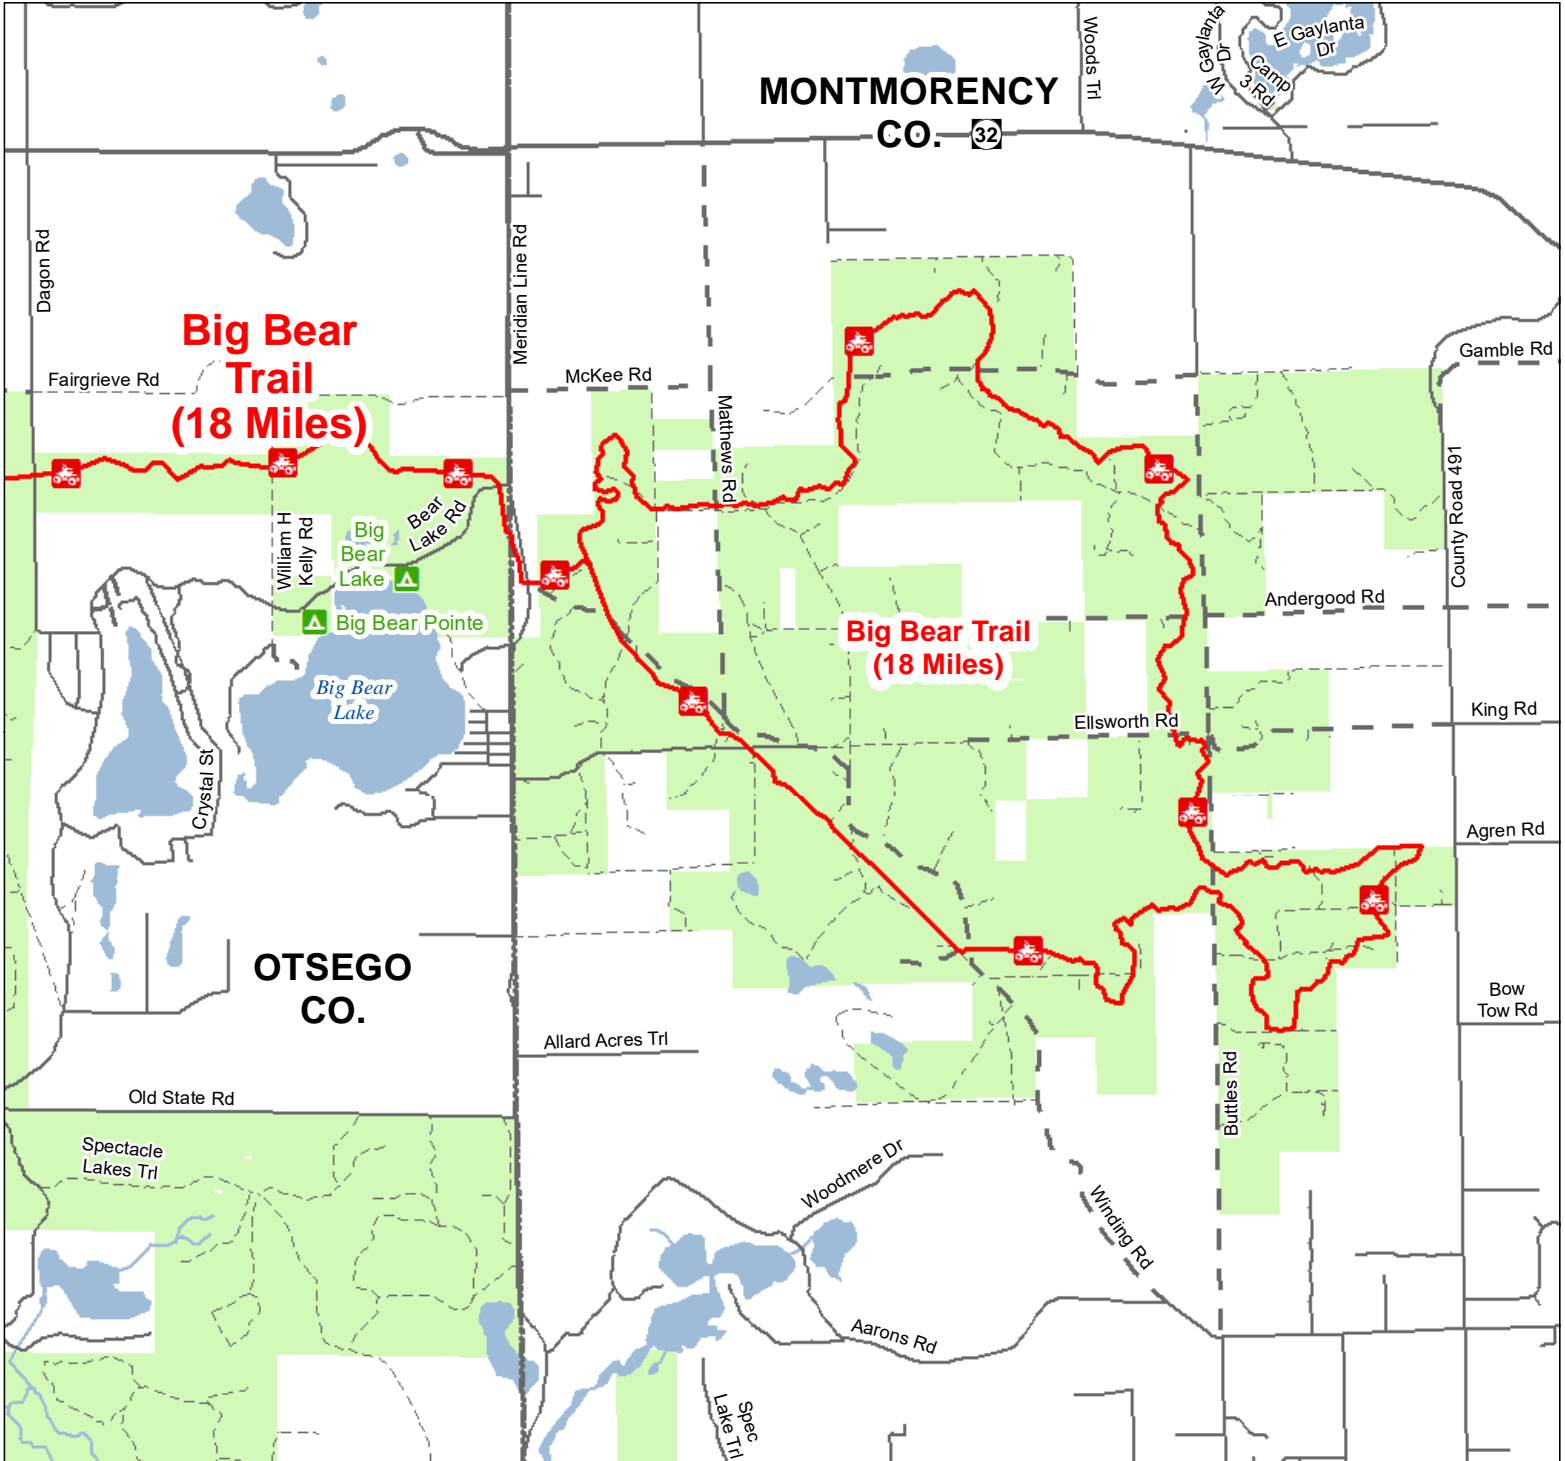 MONTMORENCY
CO.
32
Woods Trl
W Gaylanta
Dr
E Gaylanta
Dr
Camp
3 Rd
Dagon Rd
Meridian Line Rd
Big Bear
Trail
(18 Miles)
Fairgrieve Rd
McKee Rd
Matthews Rd
Gamble Rd
County Road 491
William H
Kelly Rd
Bear
Lake Rd
Big
Bear
Lake
Big Bear Pointe
Big Bear
Lake
Crystal St
Big Bear Trail
(18 Miles)
Andergood Rd
Ellsworth Rd
King Rd
Agren Rd
OTSEGO
CO.
Bow
Tow Rd
Allard Acres Trl
Old State Rd
Buttles Rd
Spectacle
Lakes Trl
Woodmere Dr
Winding Rd
Aarons Rd
Spec
Lake Trl